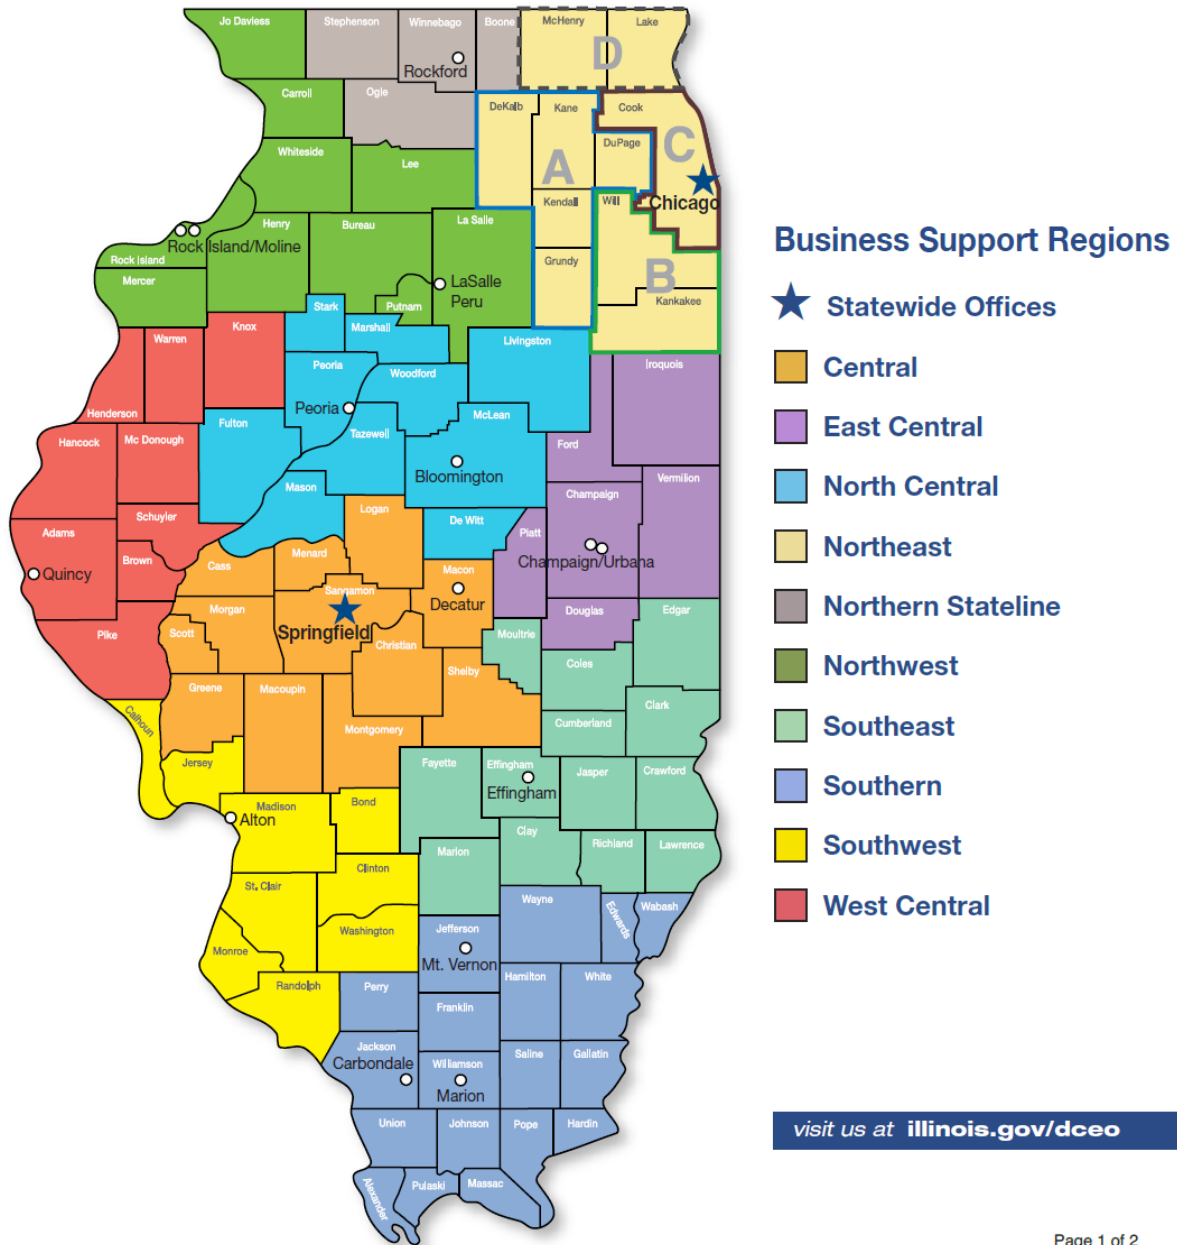 Jo Daviess
Stephenson
Winnebago
Boone
McHenry
Lake
D
Rockford
Carroll
Ogle
DeKalb
Kane
Cook
C
DuPage
Whiteside
Lee
A
Kendall
Will
Chicago
Henry
Bureau
La Salle
Rock Island/Moline
Rock Island
Grundy
B
Mercer
LaSalle
Peru
Kankakee
Stark
Putnam
Marshall
Knox
Warren
Livingston
Peoria
Woodford
Iroquois
Henderson
Peoria
McLean
Fulton
Tazewell
Hancock
Mc Donough
Ford
Bloomington
Vermilion
Mason
Champaign
Logan
Schuyler
De Witt
Adams
Piatt
Menard
Brown
Cass
Macon
Champaign/Urbana
Quincy
Sangamon
Decatur
Morgan
Douglas
Edgar
Pike
Scott
Springfield
Christian
Moultrie
Shelby
Coles
Greene
Macoupin
Clark
Calhoun
Montgomery
Cumberland
Jersey
Fayette
Effingham
Jasper
Crawford
Effingham
Madison
Bond
Alton
Clay
Richland
Lawrence
Marion
Clinton
St. Clair
Wayne
Edwards
Wabash
Washington
Jefferson
Monroe
Mt. Vernon
Hamilton
White
Randolph
Perry
Franklin
Jackson
Saline
Gallatin
Carbondale
Williamson
Marion
Union
Johnson
Pope
Hardin
Alexander
Pulaski
Massac
Business Support Regions
Statewide Offices
Central
East Central
North Central
Northeast
Northern Stateline
Northwest
Southeast
Southern
Southwest
West Central
visit us at illinois.gov/dceo
Page 1 of 2